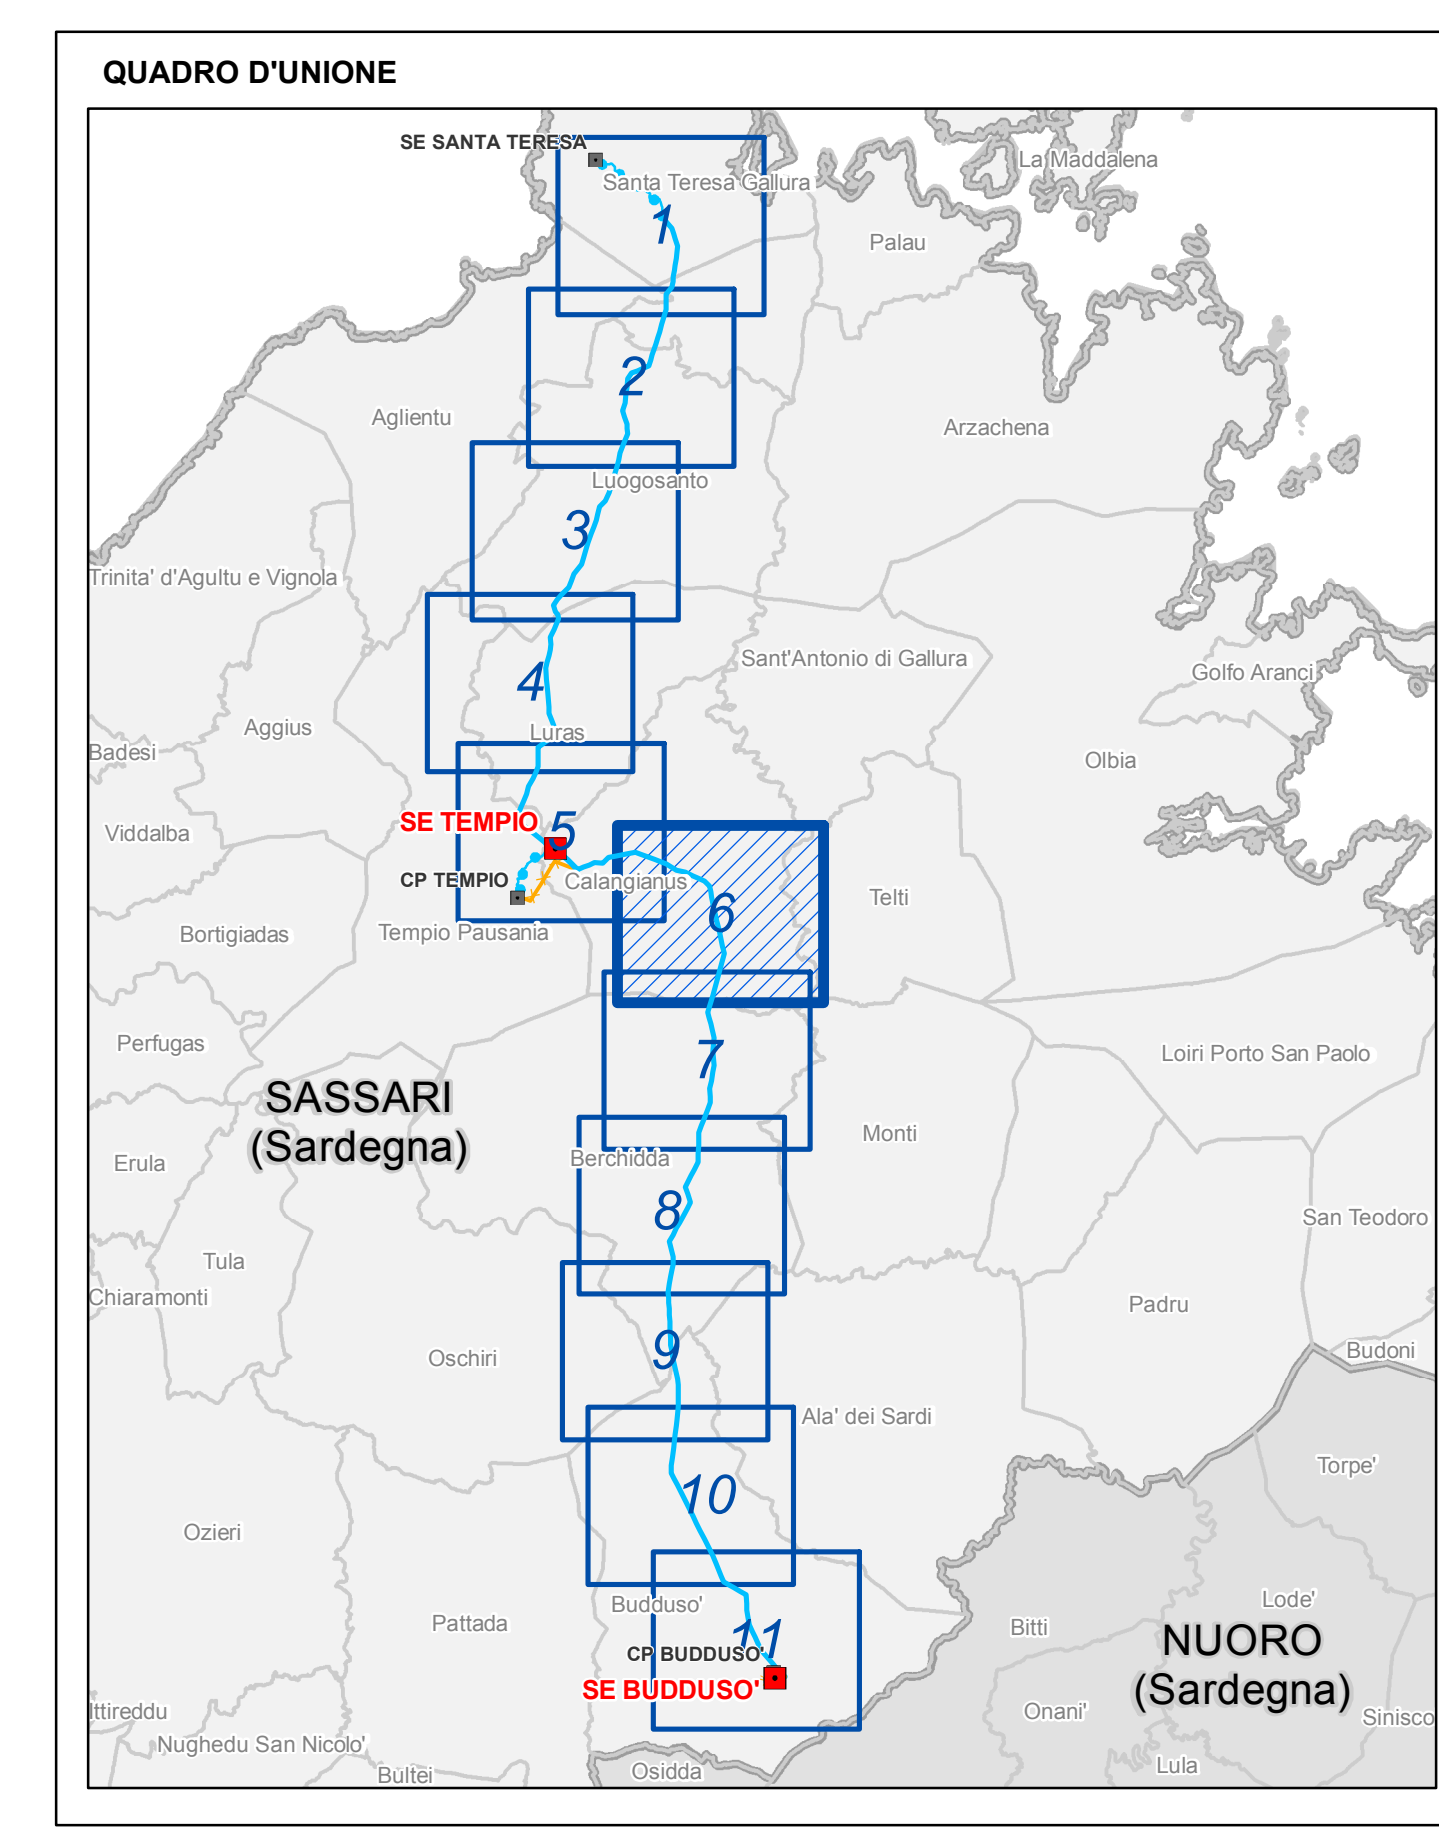 QUADRO D'UNIONE
SE SANTA TERESA
La Maddalena
Santa Teresa Gallura
1
Palau
2
Aglientu
Arzachena
Luogosanto
3
Trinita' d'Agultu e Vignola
Sant'Antonio di Gallura
Golfo Aranci
4
Aggius
Luras
Badesi
Olbia
SE TEMPIO
5
Viddalba
CP TEMPIO
Calangianus
Telti
6
Bortigiadas
Tempio Pausania
Perfugas
7
Loiri Porto San Paolo
SASSARI
(Sardegna)
Monti
Erula
Berchidda
8
San Teodoro
Tula
Chiaramonti
Padru
9
Oschiri
Budoni
Ala' dei Sardi
Torpe'
10
Ozieri
Lode'
Budduso'
Pattada
Bitti
11
NUORO
(Sardegna)
CP BUDDUSO'
SE BUDDUSO'
Ittireddu
Onani'
Sinisco
Nughedu San Nicolo'
Lula
Osidda
Bultei